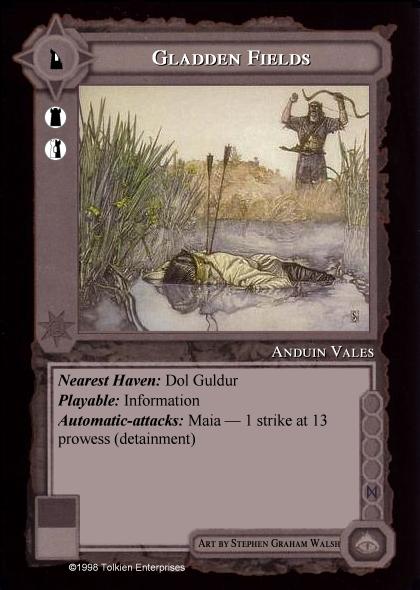 GLADDEN FIELDS
ANDUIN VALES
Nearest Haven: Dol Guldur
Playable: Information
Automatic-attacks: Maia — 1 strike at 13
prowess (detainment)
ART BY STEPHEN GRAHAM WALSH
©1998 Tolkien Enterprises